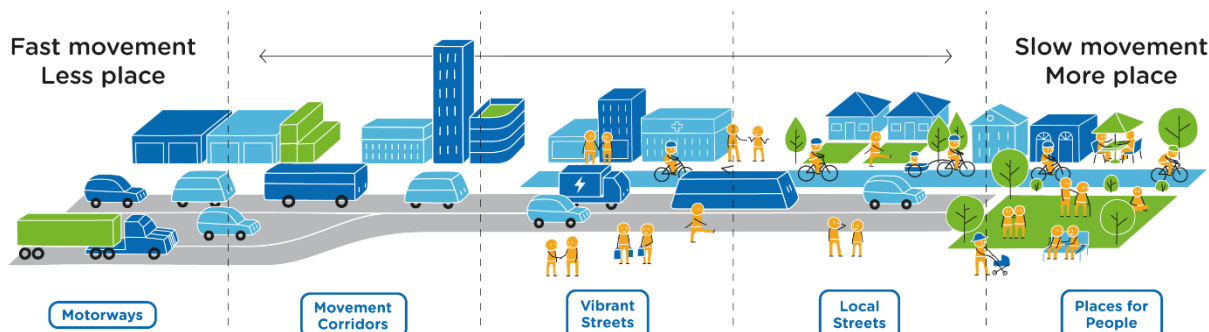 Fast movement
Less place
Slow movement
More place
Motorways
Movement
Corridors
Vibrant
Streets
Local
Streets
Places for
People